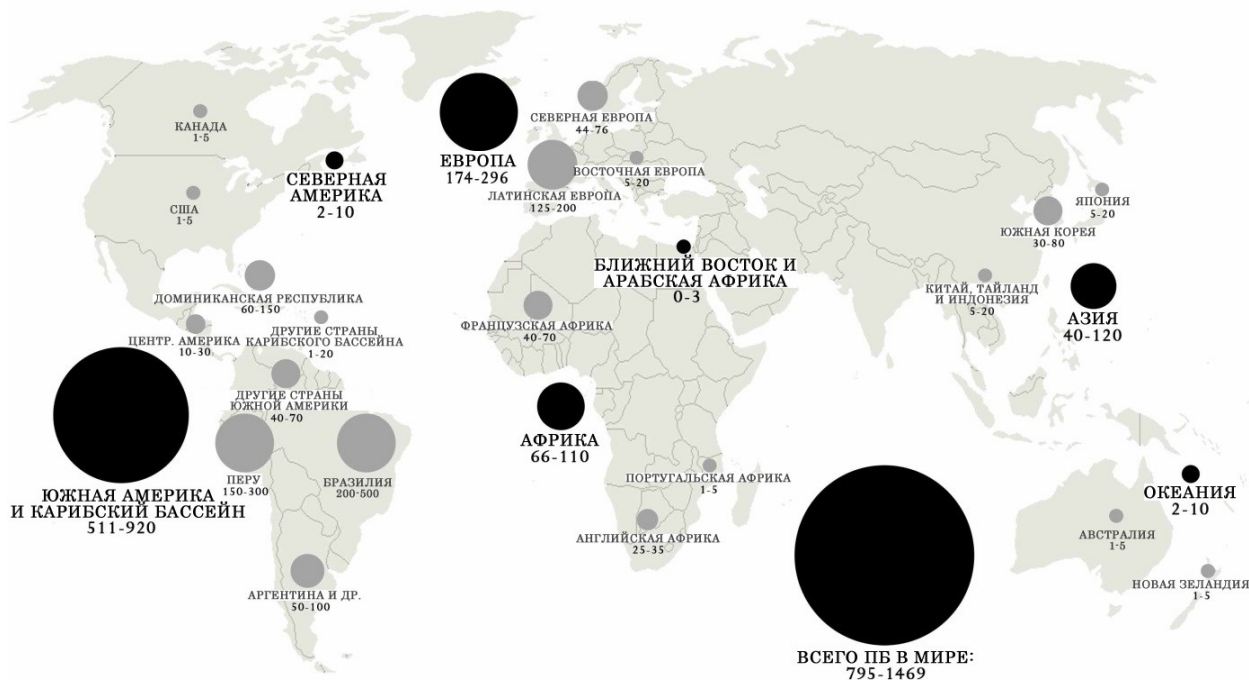 КАНАДА
1-5
СЕВЕРНАЯ
АМЕРИКА
2-10
США
1-5
ЕВРОПА
174-296
СЕВЕРНАЯ ЕВРОПА
44-76
ВОСТОЧНАЯ ЕВРОПА
5-20
ЛАТИНСКАЯ ЕВРОПА
125-200
ЯПОНИЯ
5-20
ЮЖНАЯ КОРЕЯ
30-80
БЛИЖНИЙ ВОСТОК И
АРАБСКАЯ АФРИКА
0-3
КИТАЙ, ТАЙЛАНД
И ИНДОНЕЗИЯ
5-20
АЗИЯ
40-120
ДОМИНИКАНСКАЯ РЕСПУБЛИКА
60-150
ДРУГИЕ СТРАНЫ
КАРИБСКОГО БАССЕЙНА
1-20
ЦЕНТР. АМЕРИКА
10-30
ФРАНЦУЗСКАЯ АФРИКА
40-70
ДРУГИЕ СТРАНЫ
ЮЖНОЙ АМЕРИКИ
40-70
АФРИКА
66-110
ПЕРУ
150-300
БРАЗИЛИЯ
200-500
ЮЖНАЯ АМЕРИКА
И КАРИБСКИЙ БАССЕЙН
511-920
ПОРТУГАЛЬСКАЯ АФРИКА
1-5
АНГЛИЙСКАЯ АФРИКА
25-35
ОКЕАНИЯ
2-10
АВСТРАЛИЯ
1-5
НОВАЯ ЗЕЛАНДИЯ
1-5
АРГЕНТИНА И ДР.
50-100
ВСЕГО ПБ В МИРЕ:
795-1469